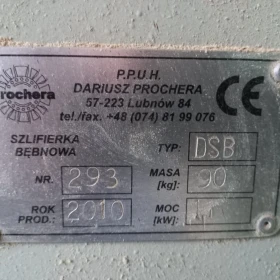 P.P.U.H.
DARIUSZ PROCHERA
57-223 Lubnów 84
tel./fax. +48 (074) 81 99 076
CE
prochera
SZLIFIERKA
BĘBNOWA
TYP: DSB
NR. 293
MASA
[kg]: 90
ROK
PROD.: 2010
MOC
[kW]: